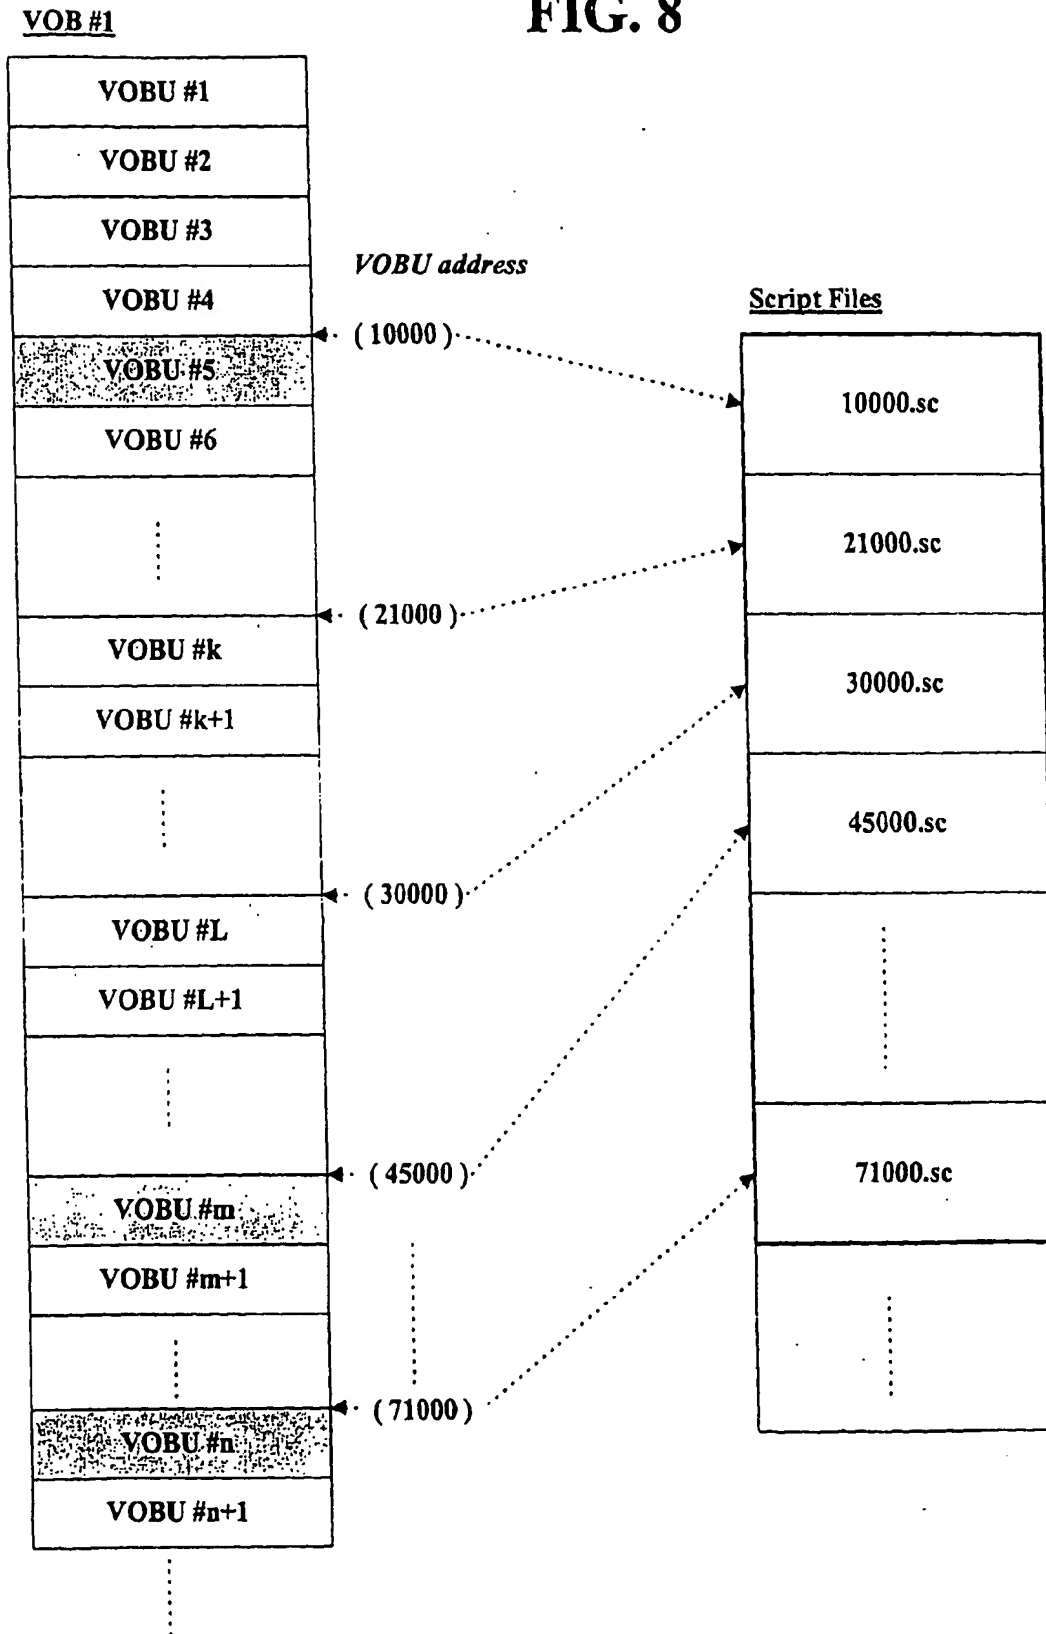 FIG. 8
VOB #1
VOBU #1
VOBU #2
VOBU #3
VOBU #4
VOBU #5
VOBU #6
VOBU #k
VOBU #k+1
VOBU #L
VOBU #L+1
VOBU #m
VOBU #m+1
VOBU #n
VOBU #n+1
VOBU address
(10000)
(21000)
(30000)
(45000)
(71000)
Script Files
10000.sc
21000.sc
30000.sc
45000.sc
71000.sc